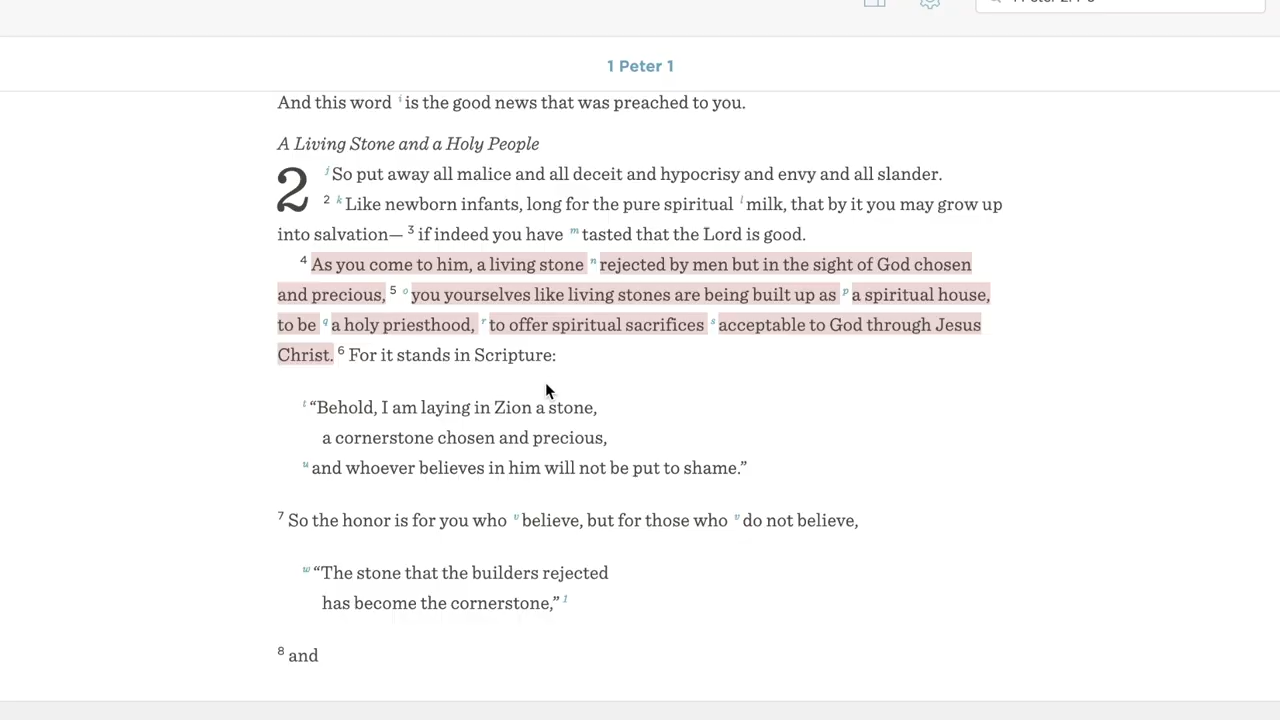 1 Peter 1
And this word i is the good news that was preached to you.
A Living Stone and a Holy People
2 j So put away all malice and all deceit and hypocrisy and envy and all slander.
2 k Like newborn infants, long for the pure spiritual l milk, that by it you may grow up
into salvation— 3 if indeed you have m tasted that the Lord is good.
4 As you come to him, a living stone n rejected by men but in the sight of God chosen
and precious, 5 o you yourselves like living stones are being built up as p a spiritual house,
to be q a holy priesthood, r to offer spiritual sacrifices s acceptable to God through Jesus
Christ. 6 For it stands in Scripture:
t “Behold, I am laying in Zion a stone,
a cornerstone chosen and precious,
u and whoever believes in him will not be put to shame.”
7 So the honor is for you who v believe, but for those who v do not believe,
w “The stone that the builders rejected
has become the cornerstone,” 1
8 and